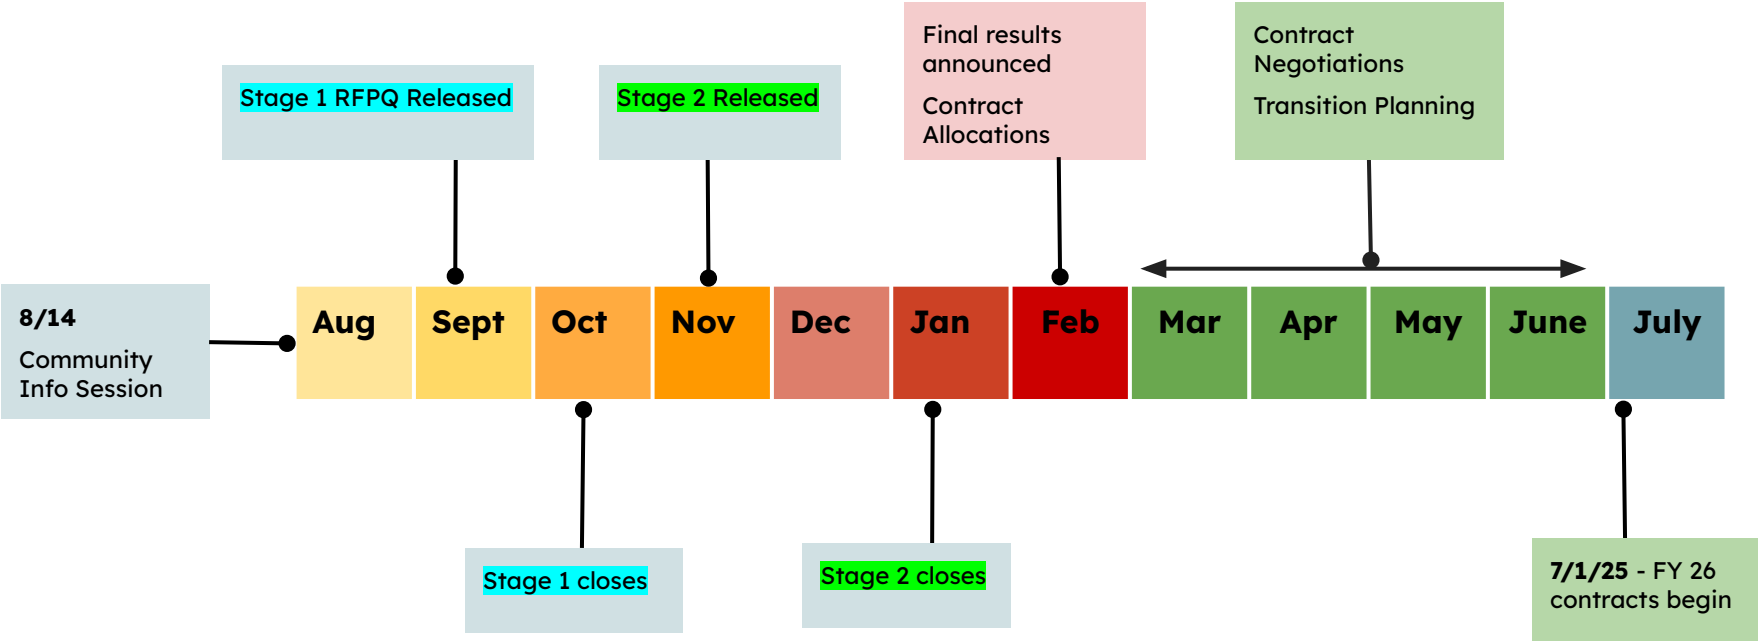 Final results
announced
Contract
Allocations
Contract
Negotiations
Transition Planning
Stage 1 RFPQ Released
Stage 2 Released
8/14
Community
Info Session
Aug
Sept
Oct
Nov
Dec
Jan
Feb
Mar
Apr
May
June
July
Stage 1 closes
Stage 2 closes
7/1/25 - FY 26
contracts begin